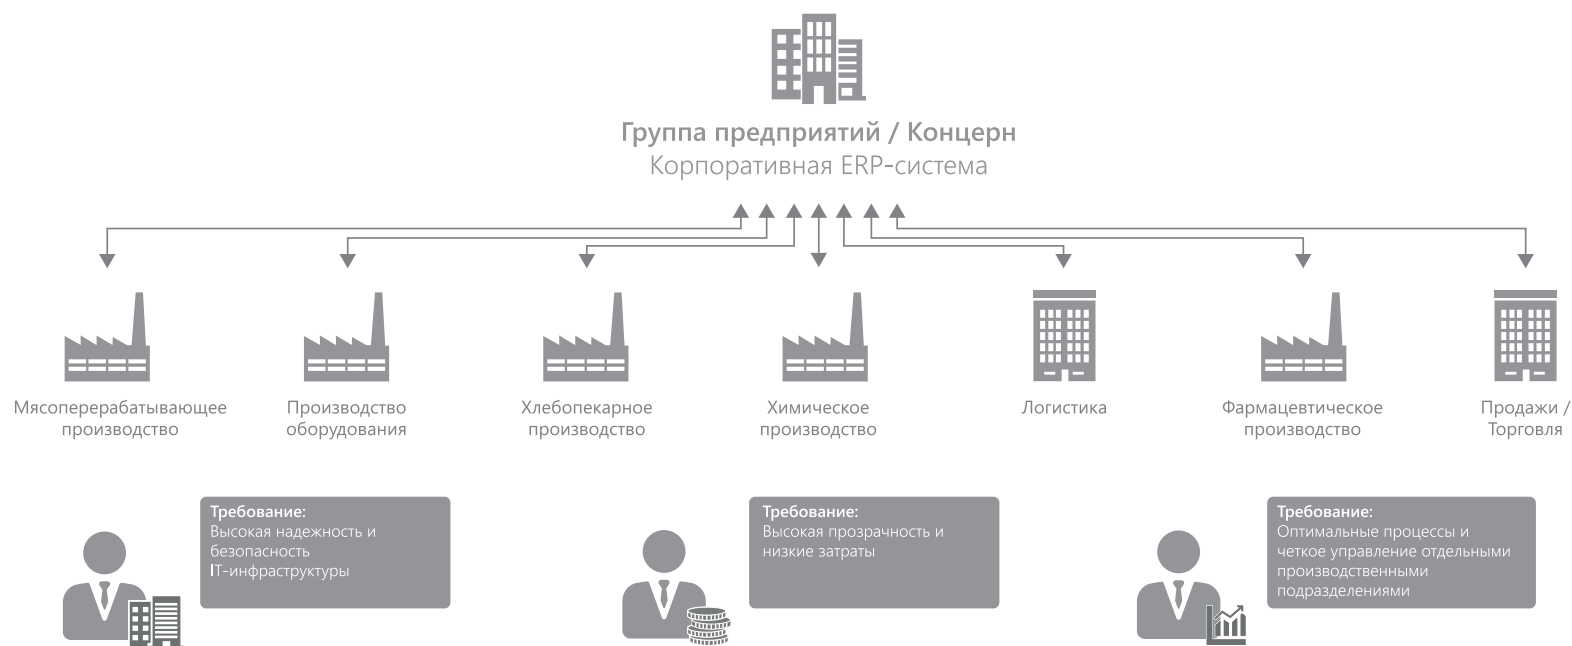 Группа предприятий / Концерн
Корпоративная ERP-система
Мясоперерабатывающее
производство
Производство
оборудования
Хлебопекарное
производство
Химическое
производство
Логистика
Фармацевтическое
производство
Продажи /
Торговля
Требование:
Высокая надежность и
безопасность
IT-инфраструктуры
Требование:
Высокая прозрачность и
низкие затраты
Требование:
Оптимальные процессы и
четкое управление отдельными
производственными
подразделениями